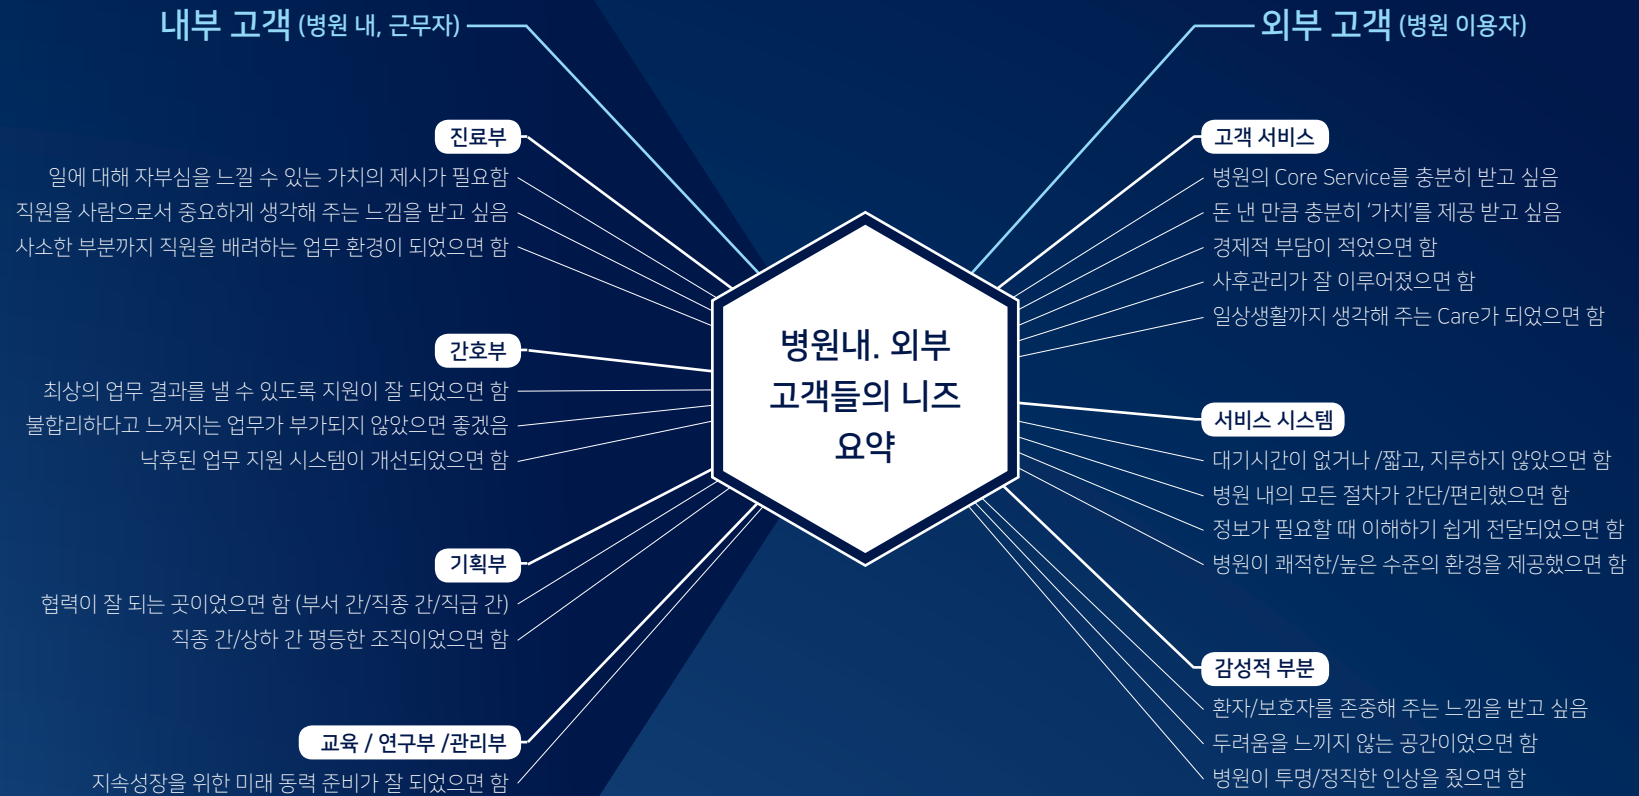 내부 고객 (병원 내, 근무자)
진료부
일에 대해 자부심을 느낄 수 있는 가치의 제시가 필요함
직원을 사람으로서 중요하게 생각해 주는 느낌을 받고 싶음
사소한 부분까지 직원을 배려하는 업무 환경이 되었으면 함
간호부
최상의 업무 결과를 낼 수 있도록 지원이 잘 되었으면 함
불합리하다고 느껴지는 업무가 부가되지 않았으면 좋겠음
낙후된 업무 지원 시스템이 개선되었으면 함
기획부
협력이 잘 되는 곳이었으면 함 (부서 간/직종 간/직급 간)
직종 간/상하 간 평등한 조직이었으면 함
교육 / 연구부 /관리부
지속성장을 위한 미래 동력 준비가 잘 되었으면 함
병원내. 외부
고객들의 니즈
요약
외부 고객 (병원 이용자)
고객 서비스
병원의 Core Service를 충분히 받고 싶음
돈 낸 만큼 충분히 ‘가치’를 제공 받고 싶음
경제적 부담이 적었으면 함
사후관리가 잘 이루어졌으면 함
일상생활까지 생각해 주는 Care가 되었으면 함
서비스 시스템
대기시간이 없거나 /짧고, 지루하지 않았으면 함
병원 내의 모든 절차가 간단/편리했으면 함
정보가 필요할 때 이해하기 쉽게 전달되었으면 함
병원이 쾌적한/높은 수준의 환경을 제공했으면 함
감성적 부분
환자/보호자를 존중해 주는 느낌을 받고 싶음
두려움을 느끼지 않는 공간이었으면 함
병원이 투명/정직한 인상을 줬으면 함